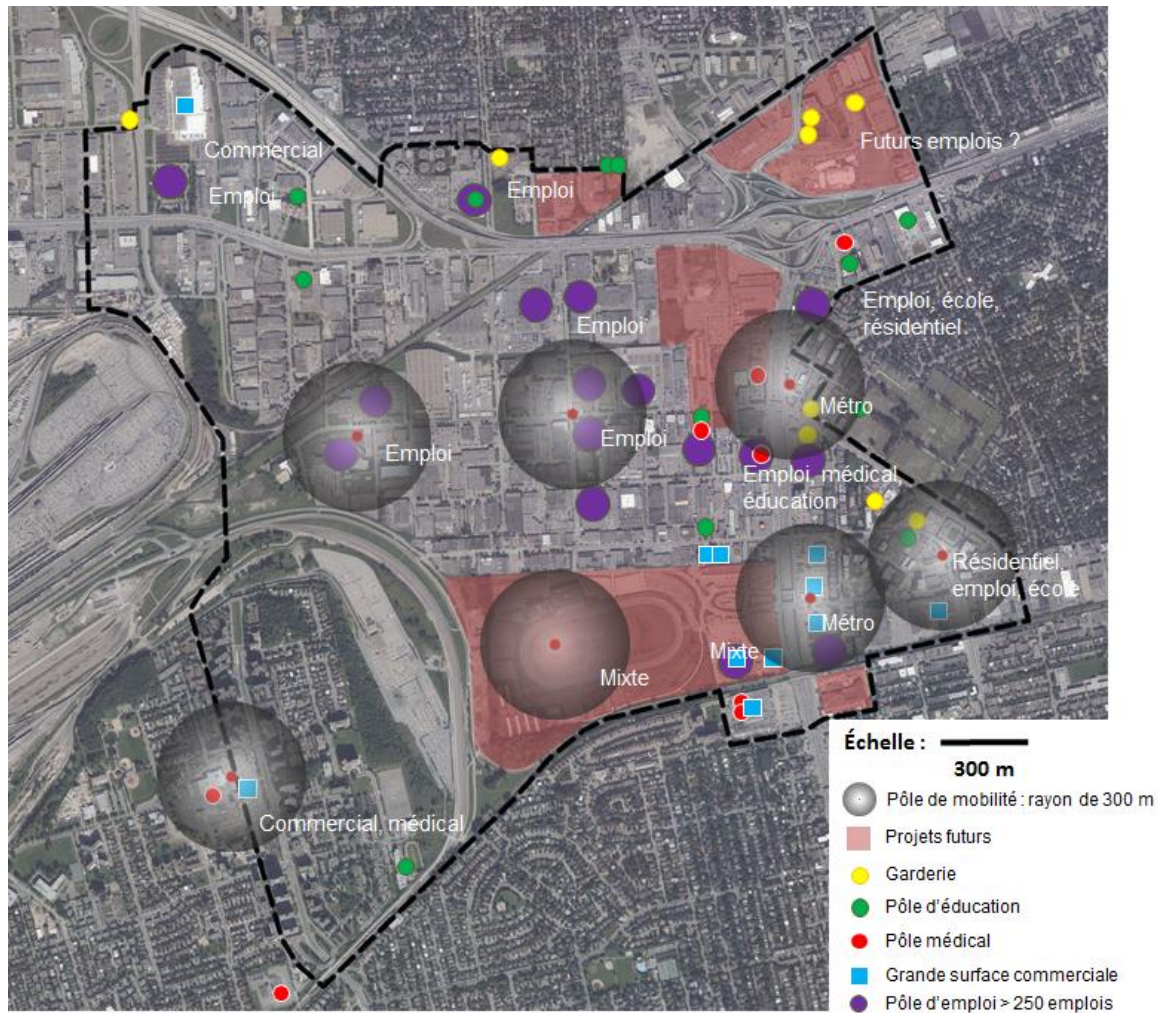 Commercial
Futurs emplois ?
Emploi
Emploi
Emploi, école,
résidentiel
Emploi
Métro
Emploi
Emploi
Emploi, médical
éducation
Résidentiel,
emploi, école
Métro
Mixte
Mixte
Commercial, médical
Échelle :
300 m
Pôle de mobilité : rayon de 300 m
Projets futurs
Garderie
Pôle d'éducation
Pôle médical
Grande surface commerciale
Pôle d'emploi > 250 emplois